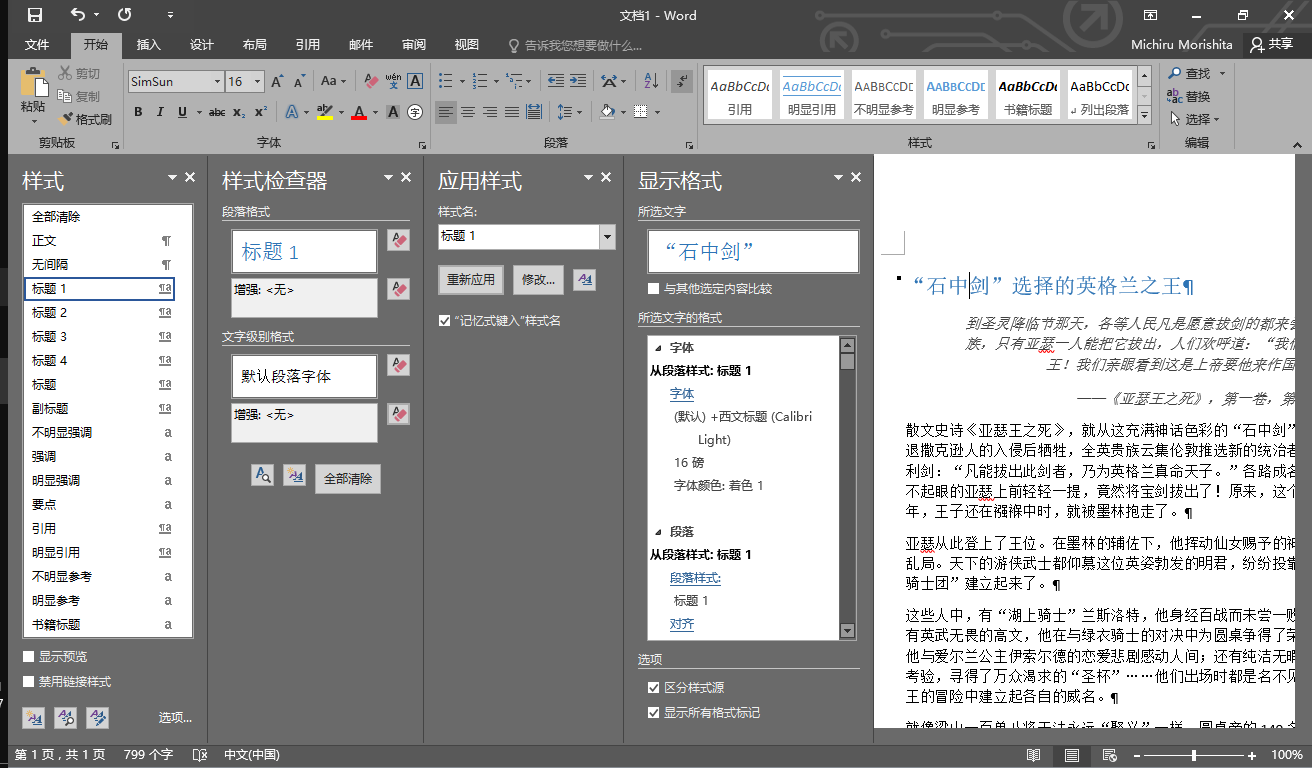 文档1 - Word
文件 开始 插入 设计 布局 引用 邮件 审阅 视图 告诉我您想要做什么... Michiru Morishita 共享
粘贴
剪切
复制
格式刷
剪贴板
SimSun 16 Aa wén 文 A
B I U abc x₂ x² A aby A A 字
字体
段落
AaBbCcDc AaBbCcDc AABBCCDE AABBCCDE AaBbCcDc AaBbCcDc
引用 明显引用 不明显参考 明显参考 书籍标题 列出段落
样式
查找
替换
选择
编辑
样式
全部清除
正文
无间隔
标题 1
标题 2
标题 3
标题 4
标题
副标题
不明显强调 a
强调 a
明显强调 a
要点 a
引用
明显引用
不明显参考 a
明显参考 a
书籍标题 a
显示预览
禁用链接样式
选项...
样式检查器
段落格式
标题 1
增强: <无>
文字级别格式
默认段落字体
增强: <无>
全部清除
应用样式
样式名:
标题 1
重新应用 修改...
“记忆式键入”样式名
显示格式
所选文字
“石中剑”
与其他选定内容比较
所选文字的格式
字体
从段落样式: 标题 1
字体
(默认) +西文标题 (Calibri
Light)
16 磅
字体颜色: 着色 1
段落
从段落样式: 标题 1
段落样式:
标题 1
对齐
选项
区分样式源
显示所有格式标记
“石中剑”选择的英格兰之王¶
到圣灵降临节那天，各等人民凡是愿意拔剑的都来
族，只有亚瑟一人能把它拔出，人们欢呼道：“我
王！我们亲眼看到这是上帝要他来作国
——《亚瑟王之死》，第一卷，第
散文史诗《亚瑟王之死》，就从这充满神话色彩的“石中剑”
退撒克逊人的入侵后牺牲，全英贵族云集伦敦推选新的统治者
利剑：“凡能拔出此剑者，乃为英格兰真命天子。”各路成名
不起眼的亚瑟上前轻轻一提，竟然将宝剑拔出了！原来，这个
年，王子还在襁褓中时，就被墨林抱走了。¶
亚瑟从此登上了王位。在墨林的辅佐下，他挥动仙女赐予的神
乱局。天下的游侠武士都仰慕这位英姿勃发的明君，纷纷投靠
骑士团”建立起来了。¶
这些人中，有“湖上骑士”兰斯洛特，他身经百战而未尝一败
有英武无畏的高文，他在与绿衣骑士的对决中为圆桌争得了荣
他与爱尔兰公主伊索尔德的恋爱悲剧感动人间；还有纯洁无暇
考验，寻得了万众渴求的“圣杯”……他们出场时都是名不见
王的冒险中建立起各自的威名。¶
第 1 页，共 1 页 799 个字 中文(中国) 100%